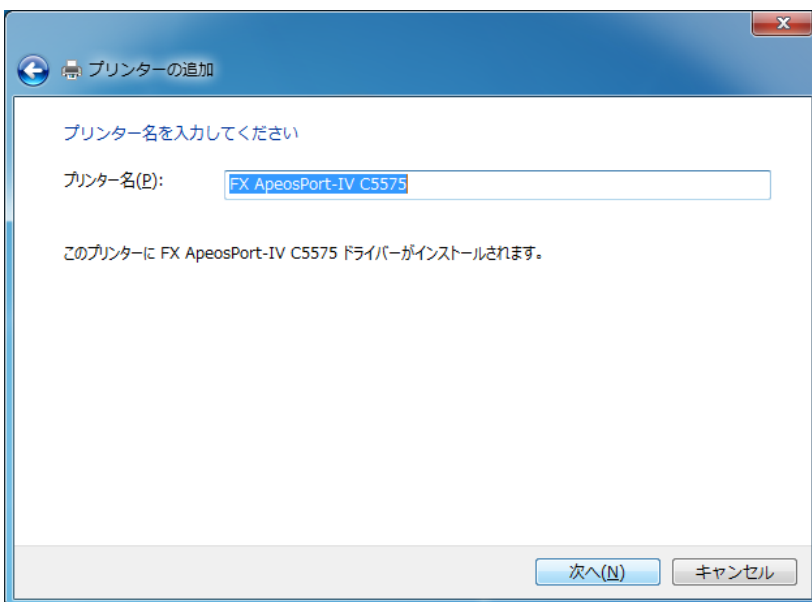 プリンターの追加
プリンター名を入力してください
プリンター名(P): FX ApeosPort-IV C5575
このプリンターに FX ApeosPort-IV C5575 ドライバーがインストールされます。
次へ(N) キャンセル